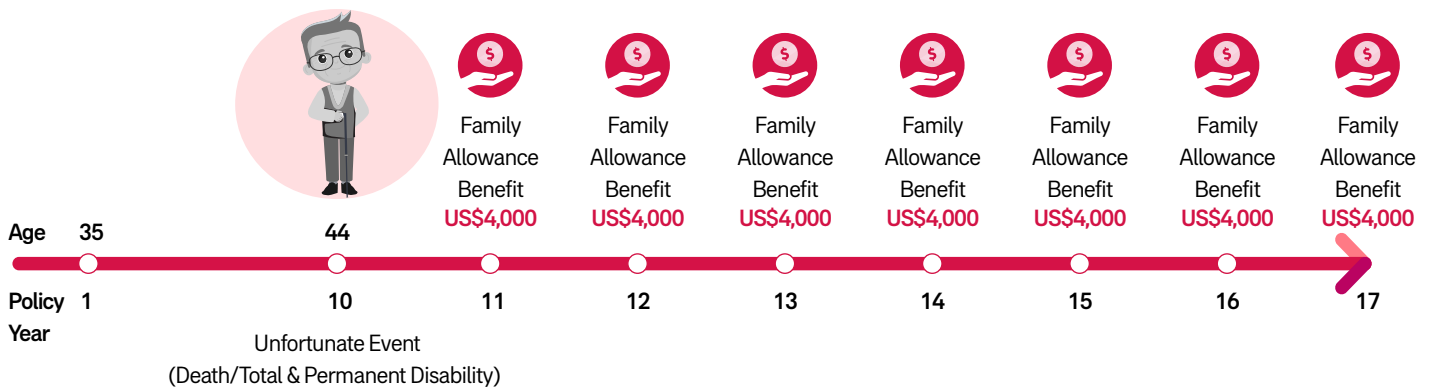 $ $ $ $ $ $ $
Family Family Family Family Family Family Family
Allowance Allowance Allowance Allowance Allowance Allowance Allowance
Benefit Benefit Benefit Benefit Benefit Benefit Benefit
US$4,000 US$4,000 US$4,000 US$4,000 US$4,000 US$4,000 US$4,000
Age 35 44
Policy 1 10 11 12 13 14 15 16 17
Year
Unfortunate Event
(Death/Total & Permanent Disability)